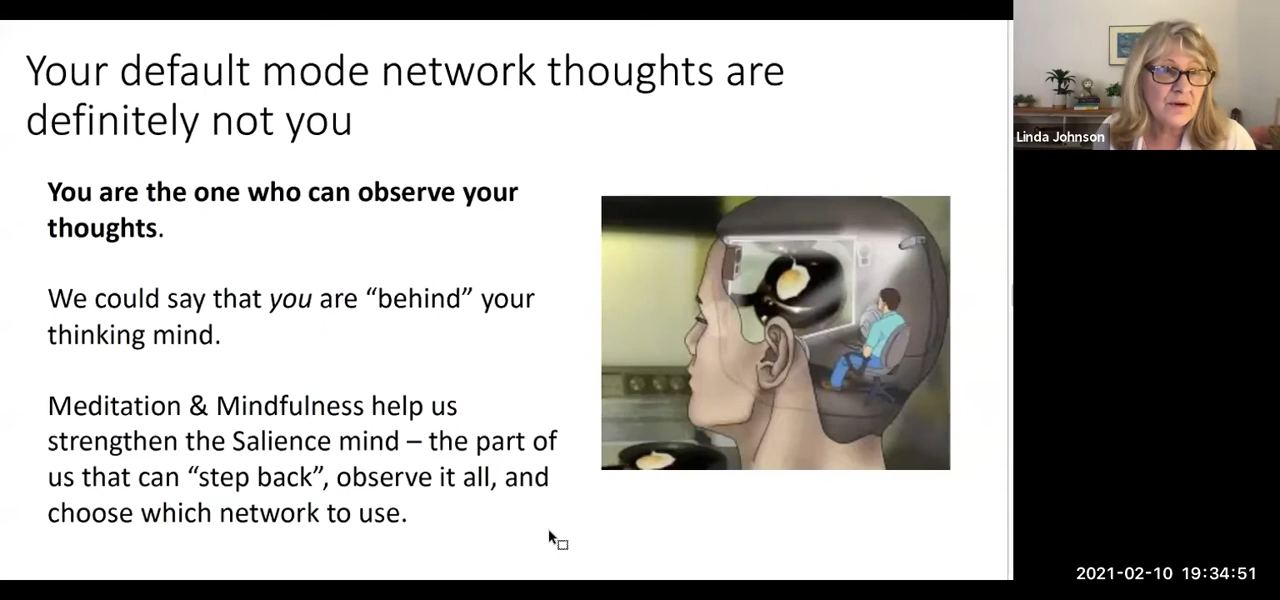 Your default mode network thoughts are
definitely not you
You are the one who can observe your
thoughts.
We could say that you are “behind” your
thinking mind.
Meditation & Mindfulness help us
strengthen the Salience mind – the part of
us that can “step back”, observe it all, and
choose which network to use.
Linda Johnson
2021-02-10 19:34:51